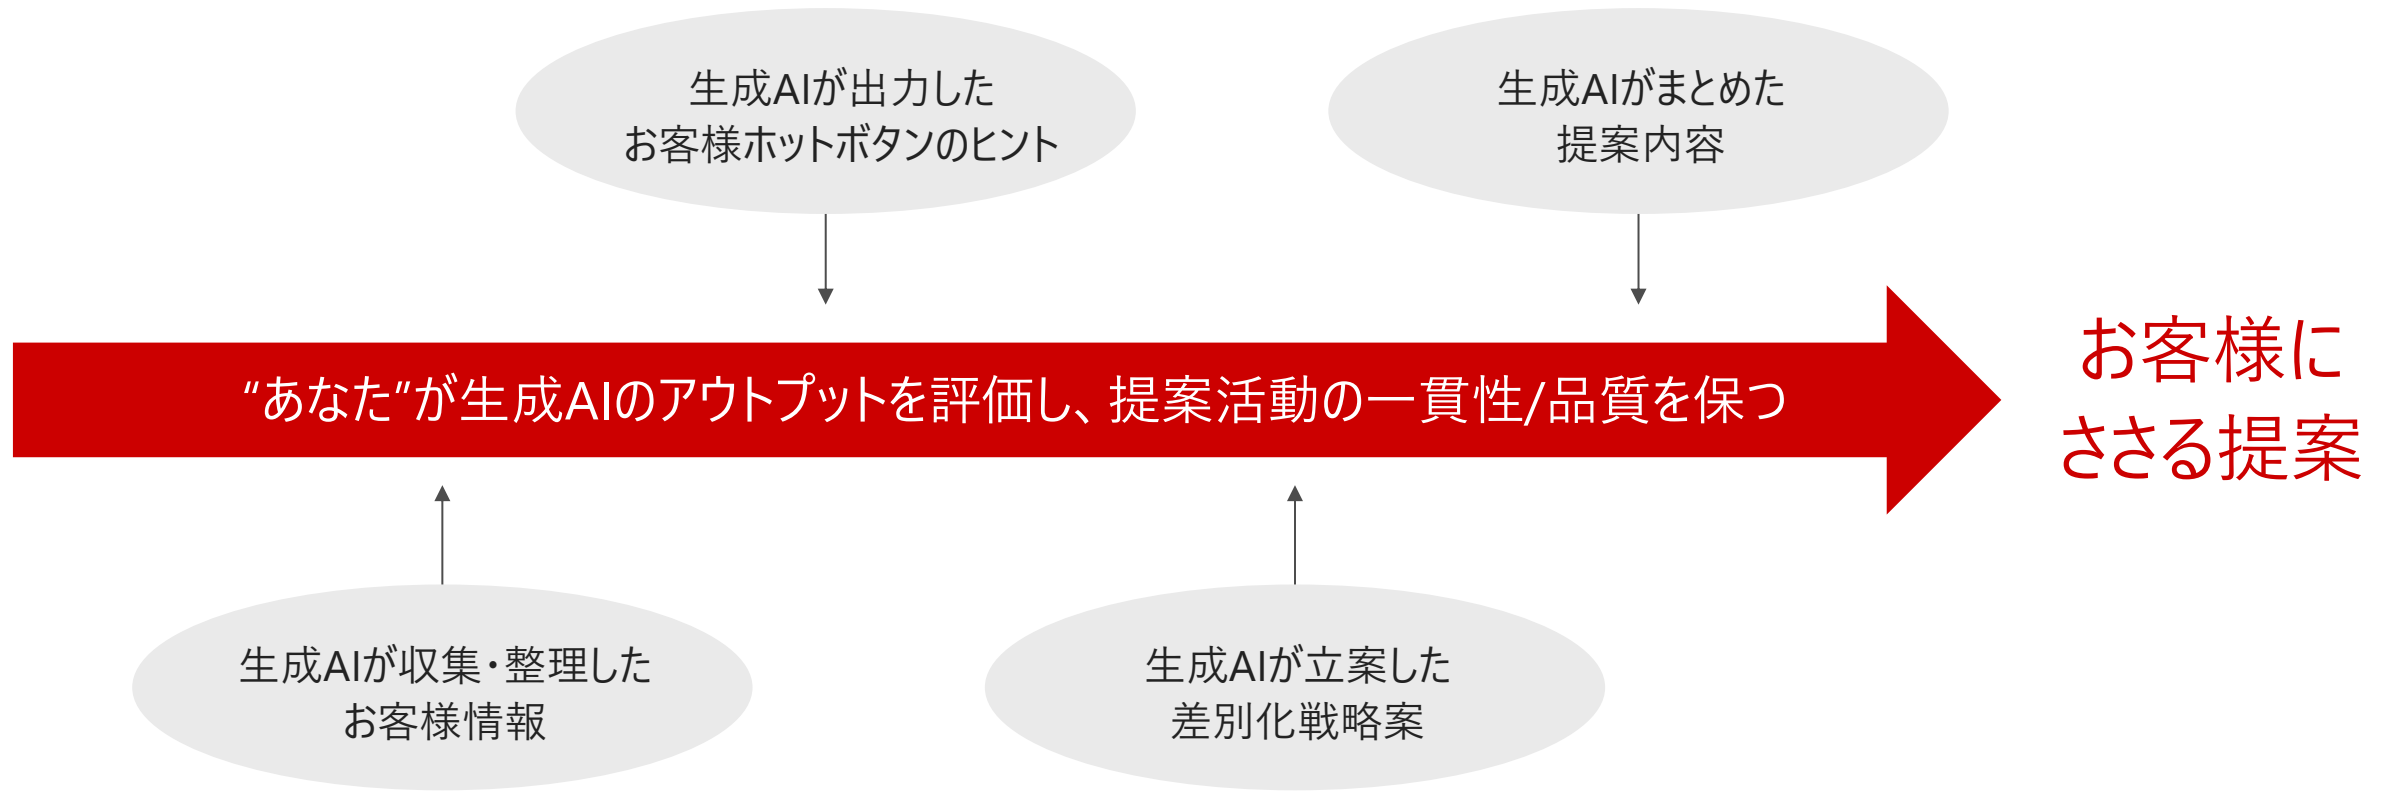 生成AIが出力した
お客様ホットボタンのヒント
生成AIがまとめた
提案内容
“あなた”が生成AIのアウトプットを評価し、提案活動の一貫性/品質を保つ
お客様に
ささる提案
生成AIが収集・整理した
お客様情報
生成AIが立案した
差別化戦略案